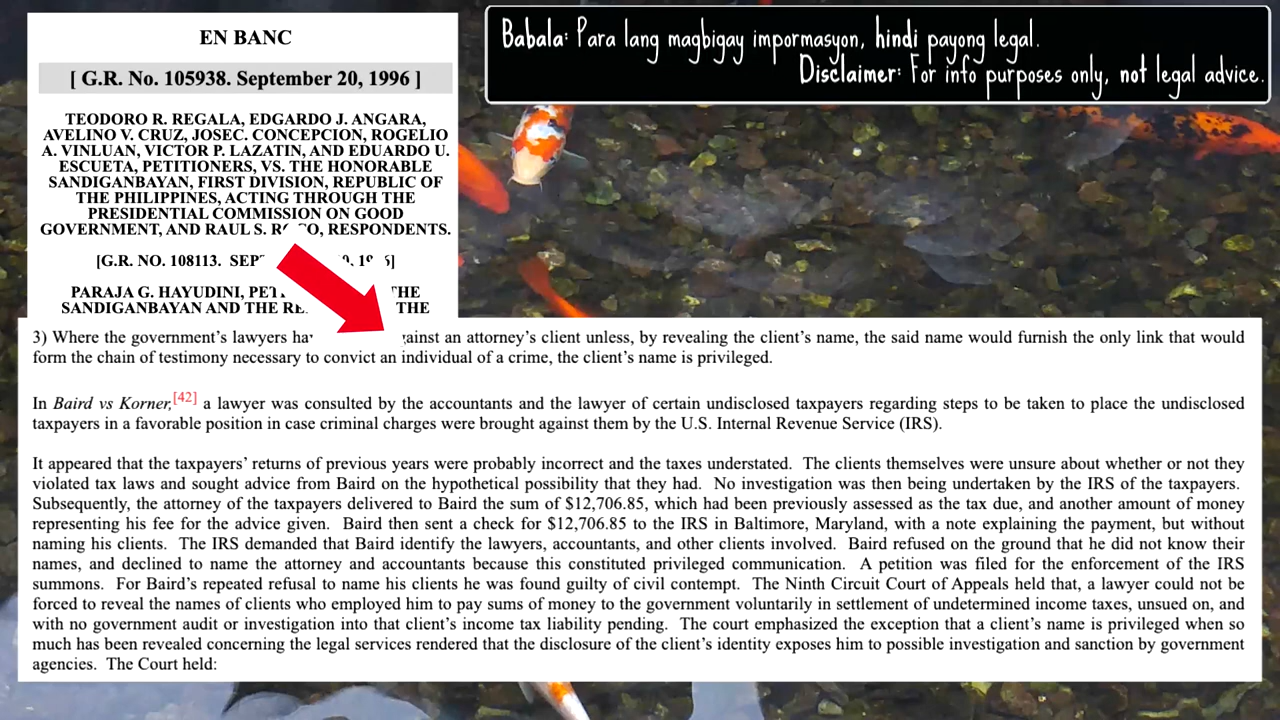 EN BANC
[ G.R. No. 105938. September 20, 1996 ]
TEODORO R. REGALA, EDGARDO J. ANGARA,
AVELINO V. CRUZ, JOSEC. CONCEPCION, ROGELIO
A. VINLUAN, VICTOR P. LAZATIN, AND EDUARDO U.
ESCUETA, PETITIONERS, VS. THE HONORABLE
SANDIGANBAYAN, FIRST DIVISION, REPUBLIC OF
THE PHILIPPINES, ACTING THROUGH THE
PRESIDENTIAL COMMISSION ON GOOD
GOVERNMENT, AND RAUL S. RESPONDENTS.
[G.R. NO. 108113.
PARAJA G. HAYUDINI, THE
SANDIGANBAYAN AND THE THE
Babala: Para lang magbigay impormasyon, hindi payong legal.
Disclaimer: For info purposes only, not legal advice.
3) Where the government's lawyers an attorney's client unless, by revealing the client's name, the said name would furnish the only link that would
form the chain of testimony necessary to convict an individual of a crime, the client's name is privileged.
In Baird vs Korner,[42] a lawyer was consulted by the accountants and the lawyer of certain undisclosed taxpayers regarding steps to be taken to place the undisclosed
taxpayers in a favorable position in case criminal charges were brought against them by the U.S. Internal Revenue Service (IRS).
It appeared that the taxpayers' returns of previous years were probably incorrect and the taxes understated. The clients themselves were unsure about whether or not they
violated tax laws and sought advice from Baird on the hypothetical possibility that they had. No investigation was then being undertaken by the IRS of the taxpayers.
Subsequently, the attorney of the taxpayers delivered to Baird the sum of $12,706.85, which had been previously assessed as the tax due, and another amount of money
representing his fee for the advice given. Baird then sent a check for $12,706.85 to the IRS in Baltimore, Maryland, with a note explaining the payment, but without
naming his clients. The IRS demanded that Baird identify the lawyers, accountants, and other clients involved. Baird refused on the ground that he did not know their
names, and declined to name the attorney and accountants because this constituted privileged communication. A petition was filed for the enforcement of the IRS
summons. For Baird's repeated refusal to name his clients he was found guilty of civil contempt. The Ninth Circuit Court of Appeals held that, a lawyer could not be
forced to reveal the names of clients who employed him to pay sums of money to the government voluntarily in settlement of undetermined income taxes, unsued on, and
with no government audit or investigation into that client's income tax liability pending. The court emphasized the exception that a client's name is privileged when so
much has been revealed concerning the legal services rendered that the disclosure of the client's identity exposes him to possible investigation and sanction by government
agencies. The Court held: